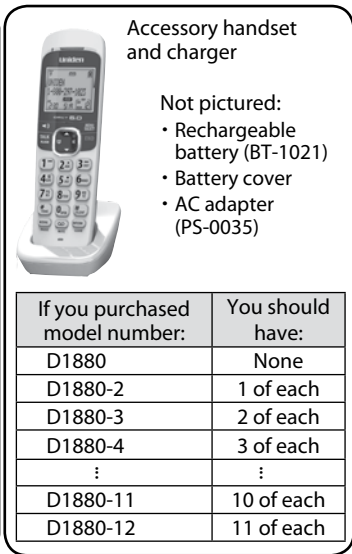 Accessory handset
and charger
uniden
Not pictured:
· Rechargeable
battery (BT-1021)
· Battery cover
· AC adapter
(PS-0035)
If you purchased
model number:
You should
have:
D1880 None
D1880-2 1 of each
D1880-3 2 of each
D1880-4 3 of each
⋮ ⋮
D1880-11 10 of each
D1880-12 11 of each